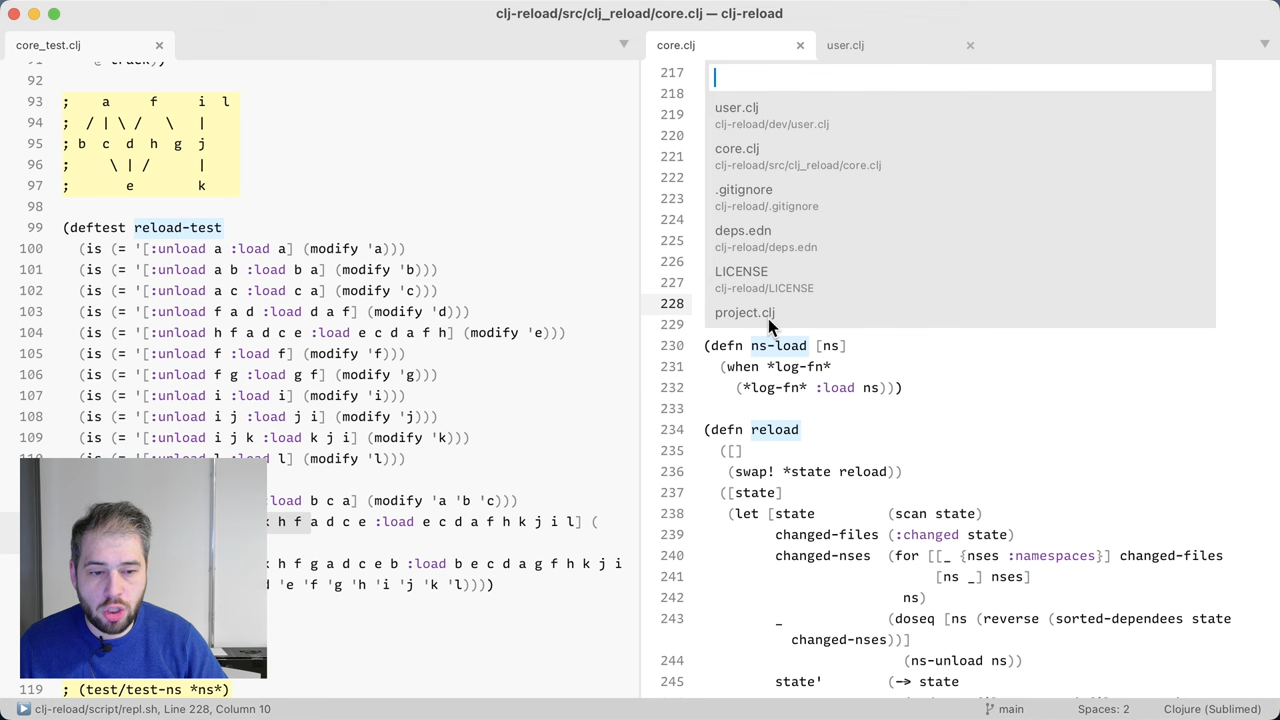 clj-reload/src/clj_reload/core.clj — clj-reload
core_test.clj
core.clj
user.clj
91
92
93 ;    a     f     i  l
94 ;  / | \ /   \   |
95 ; b  c  d  h  g  j
96 ;     \ | /      |
97 ;       e        k
98
99 (deftest reload-test
100 (is (= '[:unload a :load a] (modify 'a)))
101 (is (= '[:unload a b :load b a] (modify 'b)))
102 (is (= '[:unload a c :load c a] (modify 'c)))
103 (is (= '[:unload f a d :load d a f] (modify 'd)))
104 (is (= '[:unload h f a d c e :load e c d a f h] (modify 'e)))
105 (is (= '[:unload f :load f] (modify 'f)))
106 (is (= '[:unload f g :load g f] (modify 'g)))
107 (is (= '[:unload i :load i] (modify 'i)))
108 (is (= '[:unload i j :load j i] (modify 'j)))
109 (is (= '[:unload i j k :load k j i] (modify 'k)))
l] (modify 'l)))
:load b c a] (modify 'a 'b 'c)))
k h f a d c e :load e c d a f h k j i l] (
k h f g a d c e b :load b e c d a g f h k j i
'd 'e 'f 'g 'h 'i 'j 'k 'l))))
119 ; (test/test-ns *ns*)
217
218
219
220
221
222
223
224
225
226
227
228
229
user.clj
clj-reload/dev/user.clj
core.clj
clj-reload/src/clj_reload/core.clj
.gitignore
clj-reload/.gitignore
deps.edn
clj-reload/deps.edn
LICENSE
clj-reload/LICENSE
project.clj
230 (defn ns-load [ns]
231 (when *log-fn*
232 (*log-fn* :load ns)))
233
234 (defn reload
235 ([]
236 (swap! *state reload))
237 ([state]
238 (let [state (scan state)
239 changed-files (:changed state)
240 changed-nses (for [[_ {nses :namespaces}] changed-files
241 [ns _] nses]
242 ns)
243 _ (doseq [ns (reverse (sorted-dependees state
changed-nses))]
244 (ns-unload ns))
245 state' (-> state
clj-reload/script/repl.sh, Line 228, Column 10
main
Spaces: 2
Clojure (Sublimed)